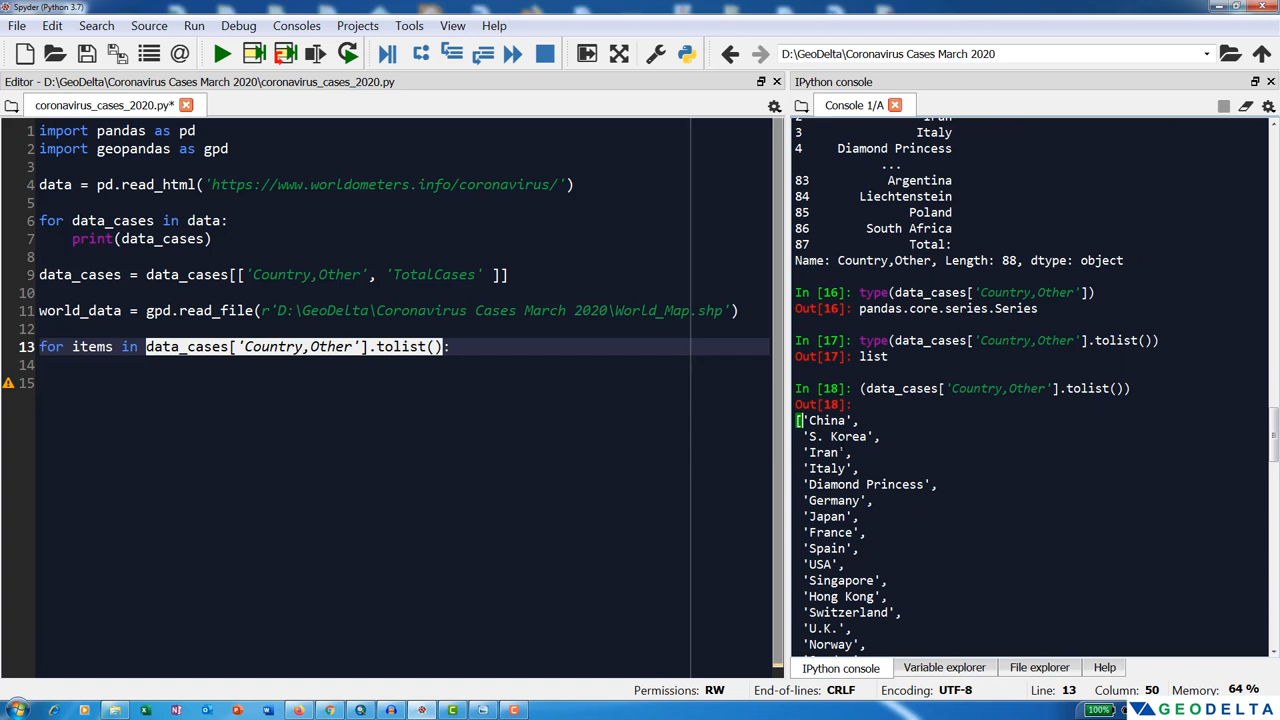 Spyder (Python 3.7)
File Edit Search Source Run Debug Consoles Projects Tools View Help
D:\GeoDelta\Coronavirus Cases March 2020
Editor - D:\GeoDelta\Coronavirus Cases March 2020\coronavirus_cases_2020.py
coronavirus_cases_2020.py*
1 import pandas as pd
2 import geopandas as gpd
3
4 data = pd.read_html('https://www.worldometers.info/coronavirus/')
5
6 for data_cases in data:
7 print(data_cases)
8
9 data_cases = data_cases[['Country,Other', 'TotalCases' ]]
10
11 world_data = gpd.read_file(r'D:\GeoDelta\Coronavirus Cases March 2020\World_Map.shp')
12
13 for items in data_cases['Country,Other'].tolist():
14
15
IPython console
Console 1/A
2 Iran
3 Italy
4 Diamond Princess
...
83 Argentina
84 Liechtenstein
85 Poland
86 South Africa
87 Total:
Name: Country,Other, Length: 88, dtype: object
In [16]: type(data_cases['Country,Other'])
Out[16]: pandas.core.series.Series
In [17]: type(data_cases['Country,Other'].tolist())
Out[17]: list
In [18]: (data_cases['Country,Other'].tolist())
Out[18]:
['China',
'S. Korea',
'Iran',
'Italy',
'Diamond Princess',
'Germany',
'Japan',
'France',
'Spain',
'USA',
'Singapore',
'Hong Kong',
'Switzerland',
'U.K.',
'Norway',
IPython console Variable explorer File explorer Help
Permissions: RW End-of-lines: CRLF Encoding: UTF-8 Line: 13 Column: 50 Memory: 64 %
100%
GEODELTA